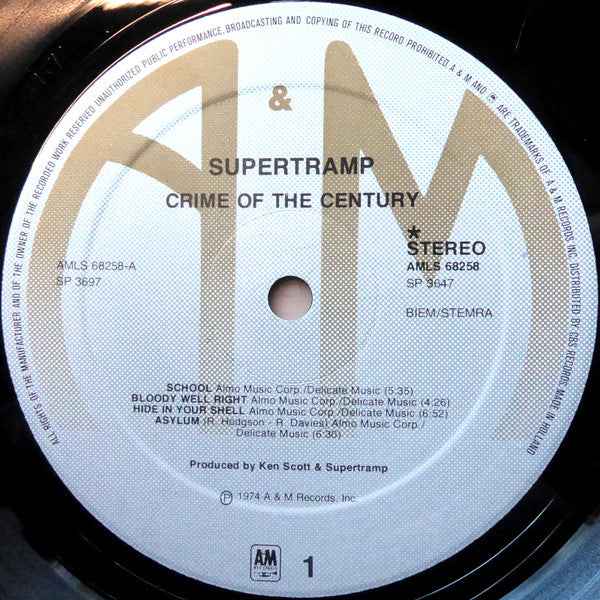 ALL RIGHTS OF THE MANUFACTURER AND OF THE OWNER OF THE RECORDED WORK RESERVED. UNAUTHORIZED PUBLIC PERFORMANCE, BROADCASTING AND COPYING OF THIS RECORD PROHIBITED A & M AND ARE TRADEMARKS OF A & M RECORDS INC. DISTRIBUTED BY CBS RECORDS. MADE IN HOLLAND
A & M
SUPERTRAMP
CRIME OF THE CENTURY
*
STEREO
AMLS 68258-A
AMLS 68258
SP 3697
SP 3647
BIEM/STEMRA
SCHOOL Almo Music Corp./Delicate Music (5:35)
BLOODY WELL RIGHT Almo Music Corp./Delicate Music (4:26)
HIDE IN YOUR SHELL Almo Music Corp./Delicate Music (6:52)
ASYLUM (R. Hodgson - R. Davies) Almo Music Corp./
Delicate Music (6:36)
Produced by Ken Scott & Supertramp
Ⓟ 1974 A & M Records, Inc.
A&M
RECORDS
1